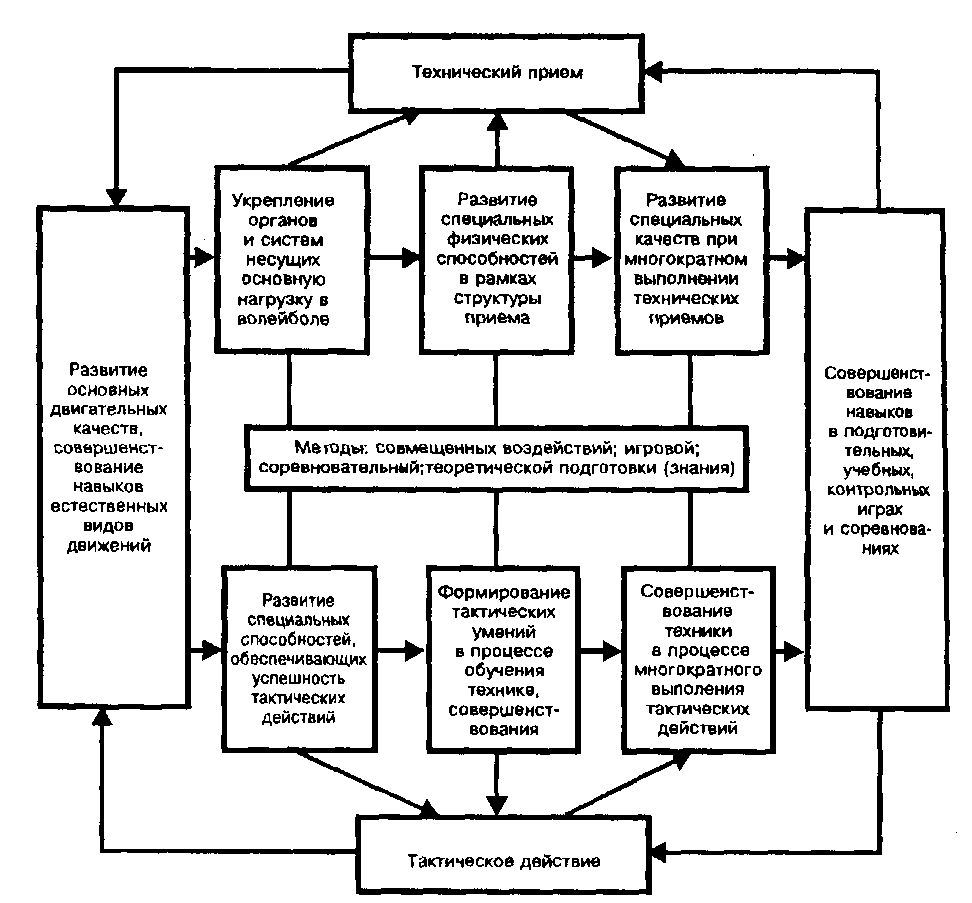 Технический прием
Укрепление
органов
и систем
несущих
основную
нагрузку в
волейболе
Развитие
специальных
физических
способностей
в рамках
структуры
приема
Развитие
специальных
качеств при
многократном
выполнении
технических
приемов
Развитие
основных
двигательных
качеств,
совершенст-
вование
навыков
естественных
видов
движений
Методы: совмещенных воздействий; игровой;
соревновательный;теоретической подготовки (знания)
Совершенст-
вование
навыков
в подготови-
тельных,
учебных,
контрольных
играх
и соревнова-
ниях
Развитие
специальных
способностей,
обеспечивающих
успешность
тактических
действий
Формирование
тактических
умений
в процессе
обучения
технике,
совершенст-
вования
Совершенст-
вование
техники
в процессе
многократного
выполения
тактических
действий
Тактическое действие